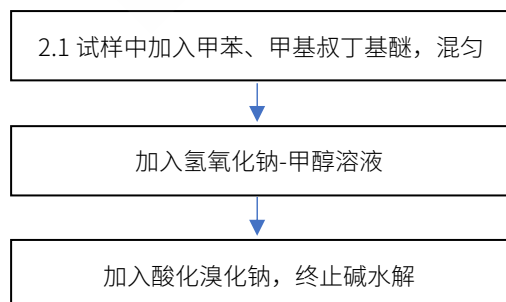 2.1 试样中加入甲苯、甲基叔丁基醚，混匀
加入氢氧化钠-甲醇溶液
加入酸化溴化钠，终止碱水解